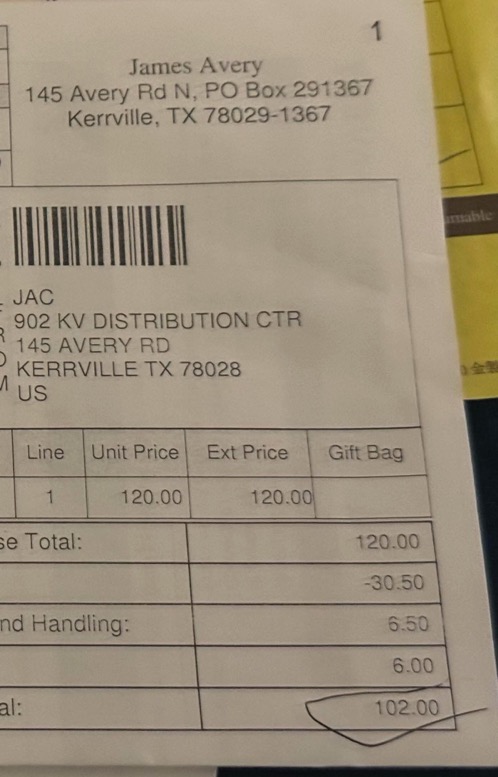 1
James Avery
145 Avery Rd N, PO Box 291367
Kerrville, TX 78029-1367
JAC
902 KV DISTRIBUTION CTR
145 AVERY RD
KERRVILLE TX 78028
US
Line Unit Price Ext Price Gift Bag
1 120.00 120.00
se Total: 120.00
-30.50
nd Handling: 6.50
6.00
al: 102.00